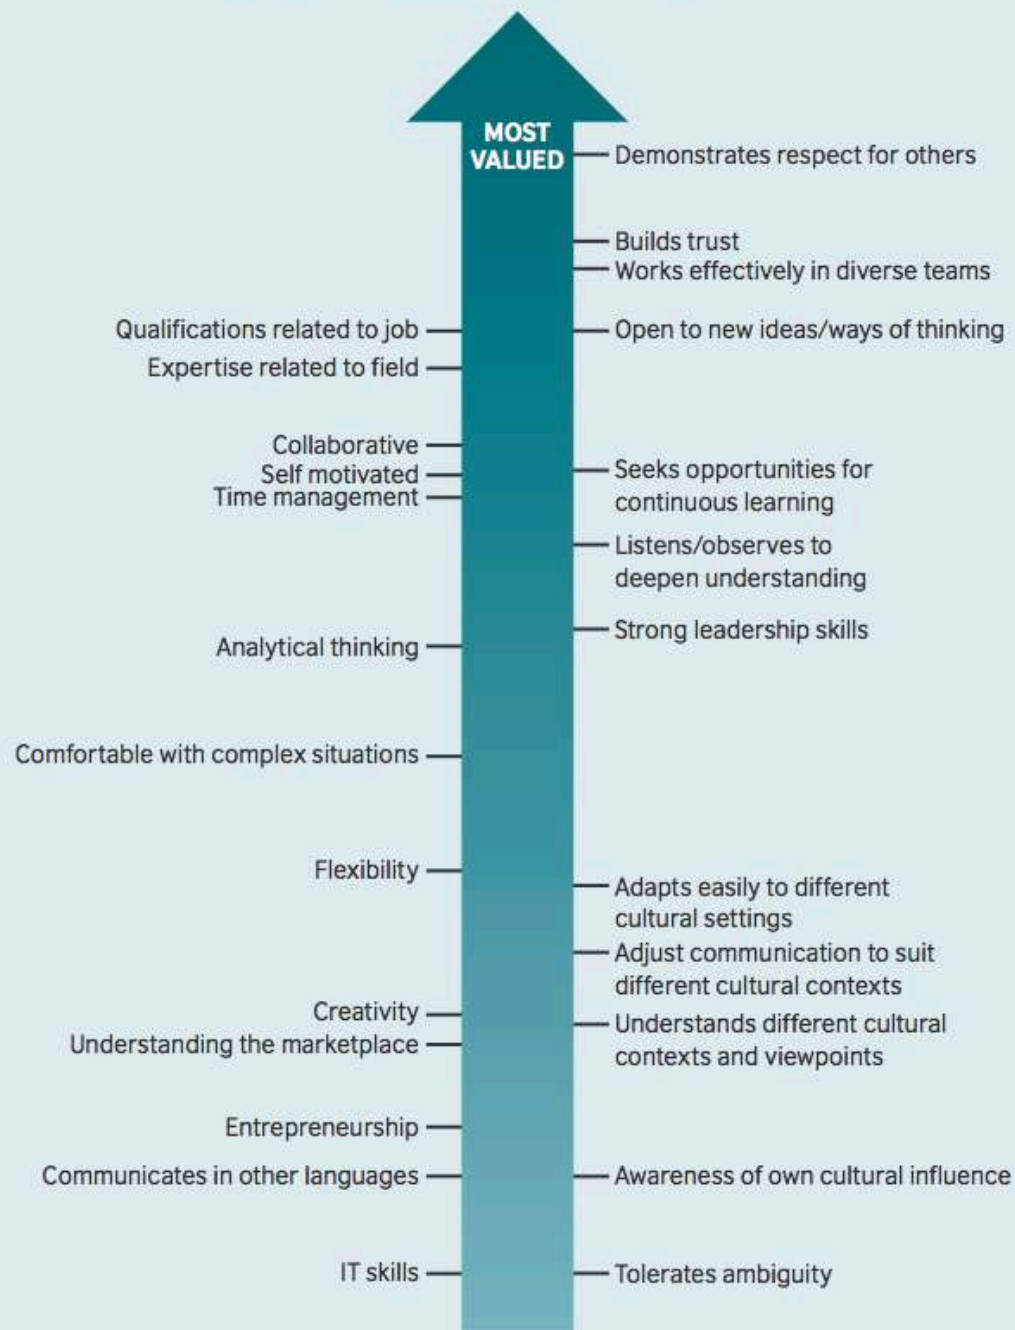 MOST
VALUED
Demonstrates respect for others
Builds trust
Works effectively in diverse teams
Qualifications related to job
Open to new ideas/ways of thinking
Expertise related to field
Collaborative
Self motivated
Seeks opportunities for
continuous learning
Time management
Listens/observes to
deepen understanding
Strong leadership skills
Analytical thinking
Comfortable with complex situations
Flexibility
Adapts easily to different
cultural settings
Adjust communication to suit
different cultural contexts
Creativity
Understands different cultural
contexts and viewpoints
Understanding the marketplace
Entrepreneurship
Communicates in other languages
Awareness of own cultural influence
IT skills
Tolerates ambiguity